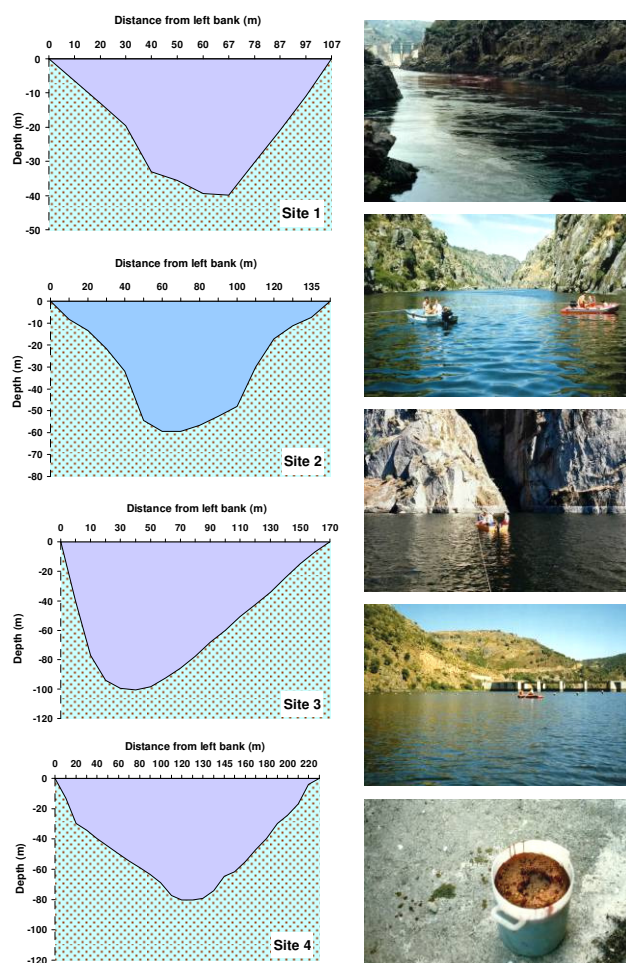 Distance from left bank (m)
0 10 20 30 40 50 60 67 78 87 97 107
0
-10
-20
-30
-40
-50
Depth (m)
Site 1
Distance from left bank (m)
0 20 40 60 80 100 120 135
0
-10
-20
-30
-40
-50
-60
-70
-80
Depth (m)
Site 2
Distance from left bank (m)
0 10 30 50 70 90 110 130 150 170
0
-20
-40
-60
-80
-100
-120
Depth (m)
Site 3
Distance from left bank (m)
0 20 40 60 80 100 120 130 145 160 180 200 220
0
-20
-40
-60
-80
-100
-120
Depth (m)
Site 4